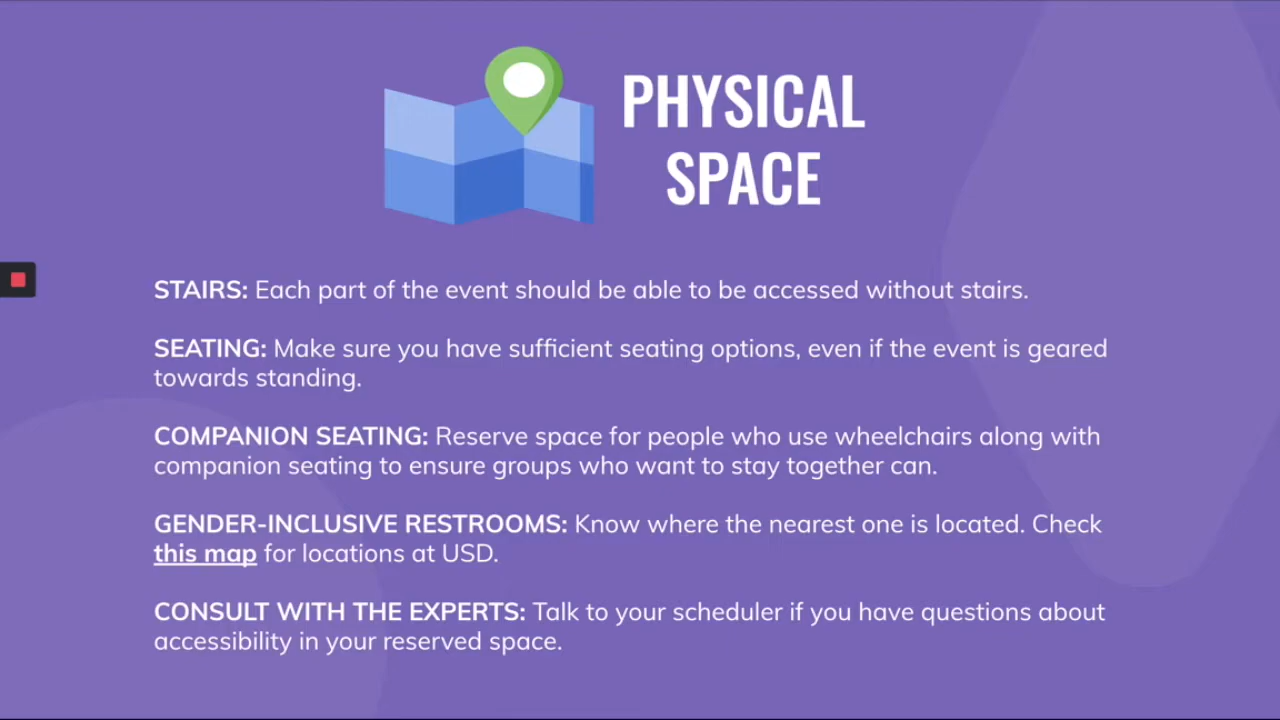 PHYSICAL
SPACE
STAIRS: Each part of the event should be able to be accessed without stairs.
SEATING: Make sure you have sufficient seating options, even if the event is geared
towards standing.
COMPANION SEATING: Reserve space for people who use wheelchairs along with
companion seating to ensure groups who want to stay together can.
GENDER-INCLUSIVE RESTROOMS: Know where the nearest one is located. Check
this map for locations at USD.
CONSULT WITH THE EXPERTS: Talk to your scheduler if you have questions about
accessibility in your reserved space.